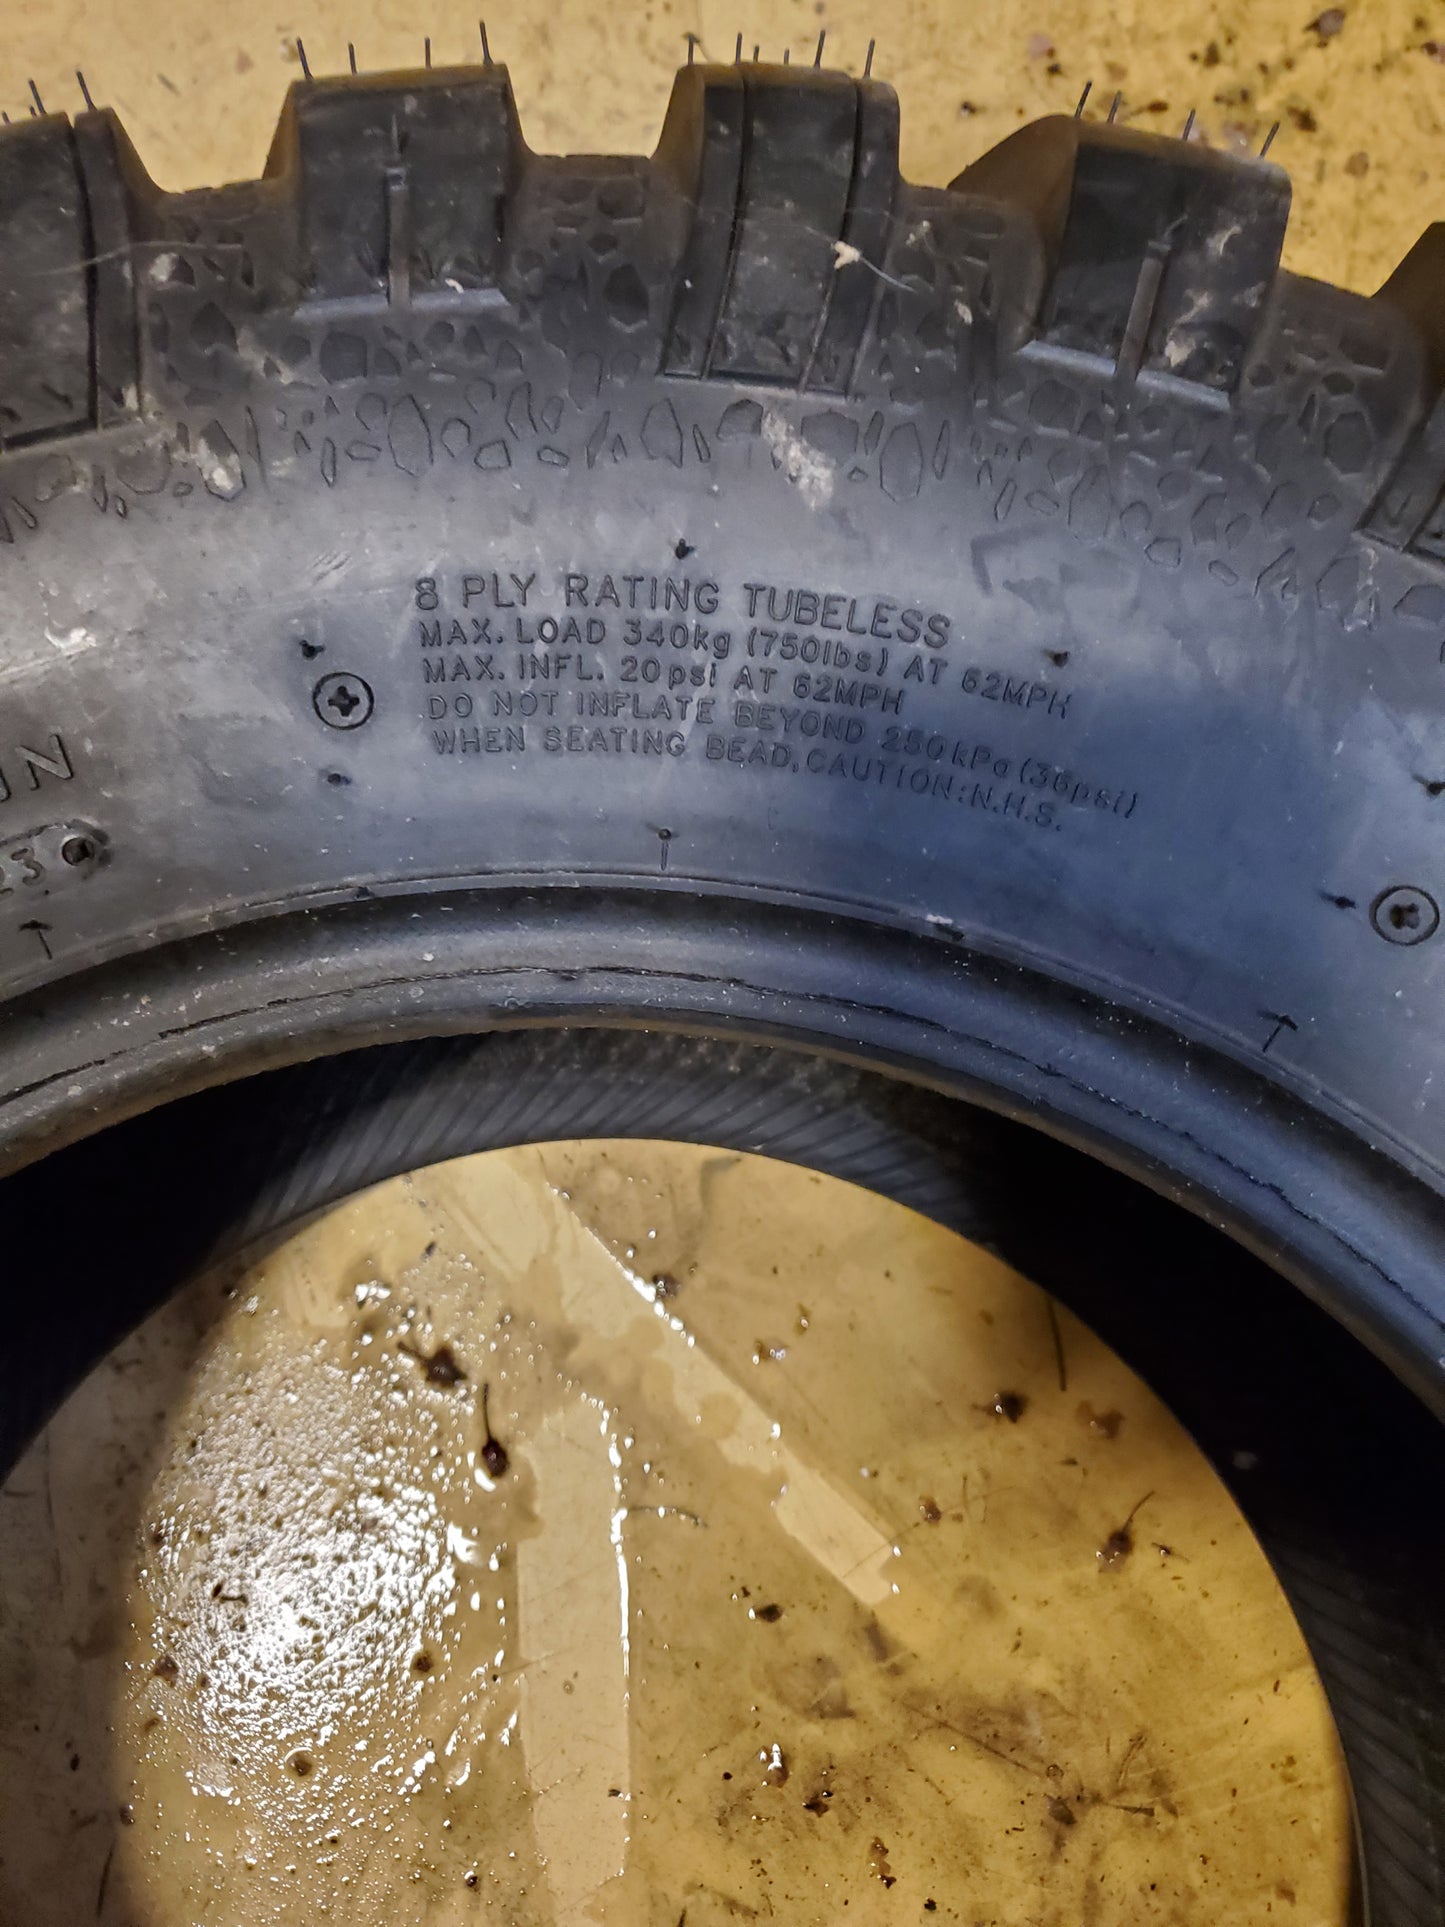 8 PLY RATING TUBELESS
MAX. LOAD 340kg (750lbs) AT 62MPH
MAX. INFL. 20psi AT 62MPH
DO NOT INFLATE BEYOND 250kPa (36psi)
WHEN SEATING BEAD, CAUTION: N.H.S.
23